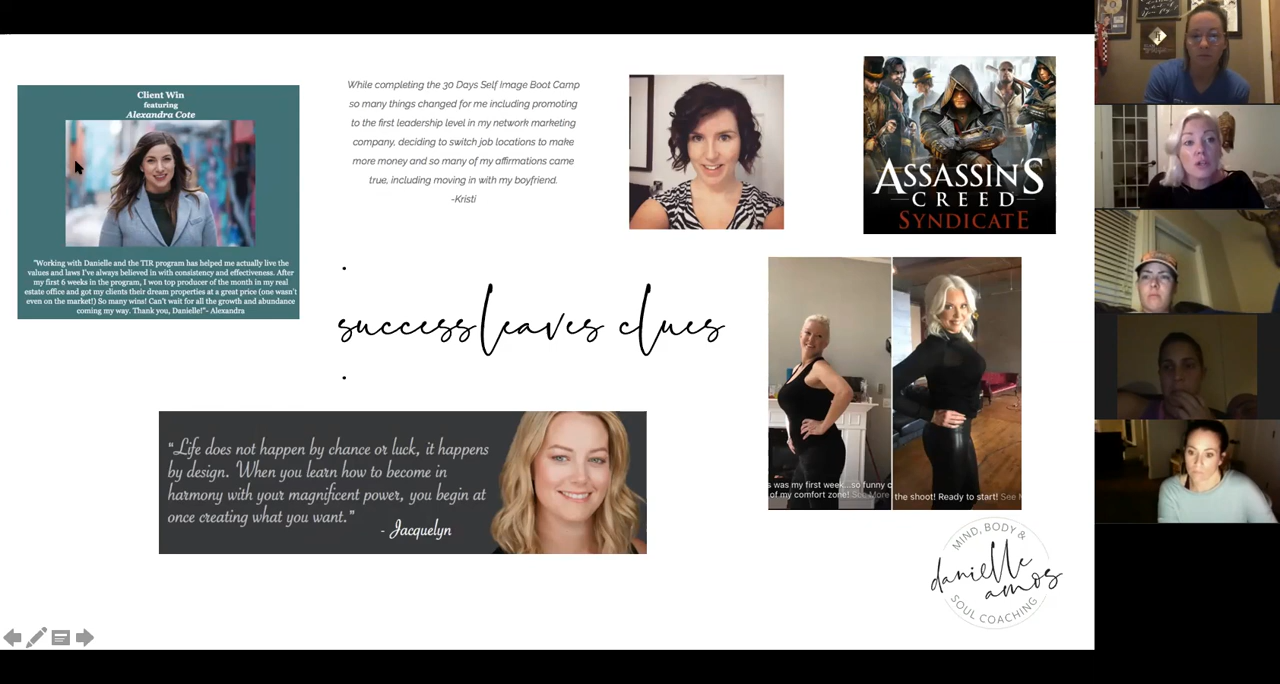 Client Win
featuring
Alexandra Cote
"Working with Danielle and the TIR program has helped me actually live the
values and laws I've always believed in with consistency and effectiveness. After
my first 6 weeks in the program, I won top producer of the month in my real
estate office and got my clients their dream properties at a great price (one wasn't
even on the market!) So many wins! Can't wait for all the growth and abundance
coming my way. Thank you, Danielle!"- Alexandra
While completing the 30 Days Self Image Boot Camp
so many things changed for me including promoting
to the first leadership level in my network marketing
company, deciding to switch job locations to make
more money and so many of my affirmations came
true, including moving in with my boyfriend.
-Kristi
ASSASSIN'S
CREED
SYNDICATE
success leaves clues
"Life does not happen by chance or luck, it happens
by design. When you learn how to become in
harmony with your magnificent power, you begin at
once creating what you want."
- Jacquelyn
s was my first week...so funny c
of my comfort zone! See More
the shoot! Ready to start! See M
MIND, BODY &
danielle
amos
SOUL COACHING